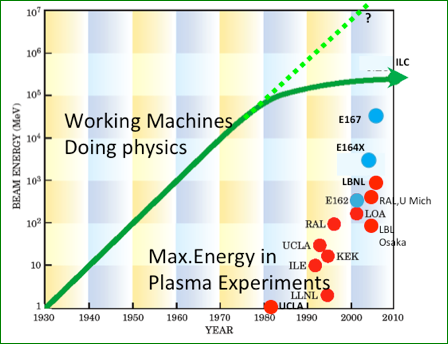 ?
ILC
10⁷
10⁶
10⁵
10⁴
10³
10²
10
1
BEAM ENERGY (MeV)
Working Machines
Doing physics
E167
E164X
LBNL
E162
RAL,U Mich
LOA
LBL
Osaka
RAL
UCLA
KEK
ILE
LLNL
UCLA
Max.Energy in
Plasma Experiments
1930 1940 1950 1960 1970 1980 1990 2000 2010
YEAR